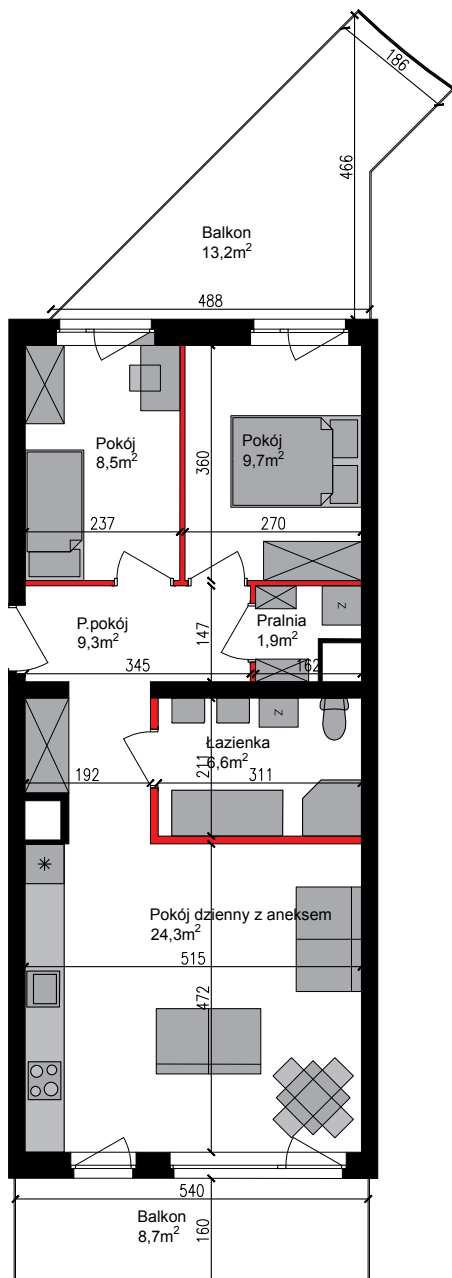 186
466
Balkon
13,2m²
488
Pokój
8,5m²
Pokój
9,7m²
360
237
270
P.pokój
9,3m²
147
Pralnia
1,9m²
Z
345
162
Z
Łazienka
6,6m²
211
192
311
Pokój dzienny z aneksem
24,3m²
515
472
540
Balkon
8,7m²
160